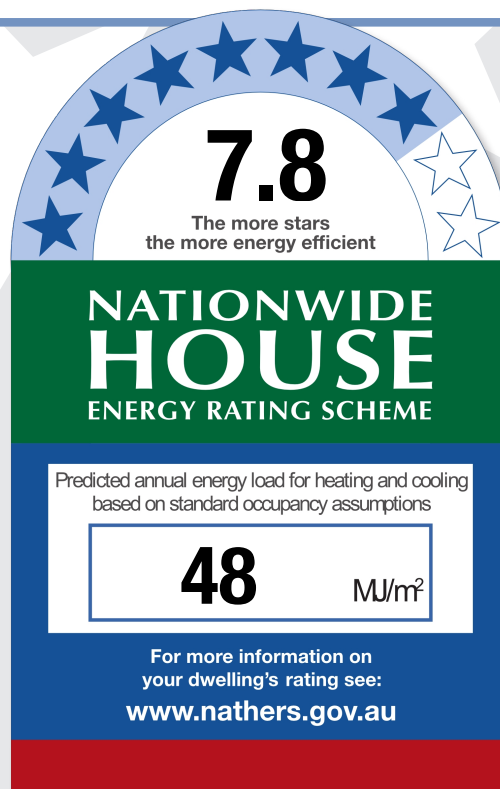 7.8
The more stars
the more energy efficient
NATIONWIDE
HOUSE
ENERGY RATING SCHEME
Predicted annual energy load for heating and cooling
based on standard occupancy assumptions
48 MJ/m²
For more information on
your dwelling's rating see:
www.nathers.gov.au